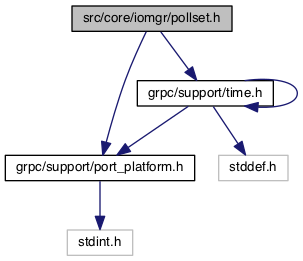 src/core/iomgr/pollset.h
grpc/support/time.h
grpc/support/port_platform.h
stddef.h
stdint.h